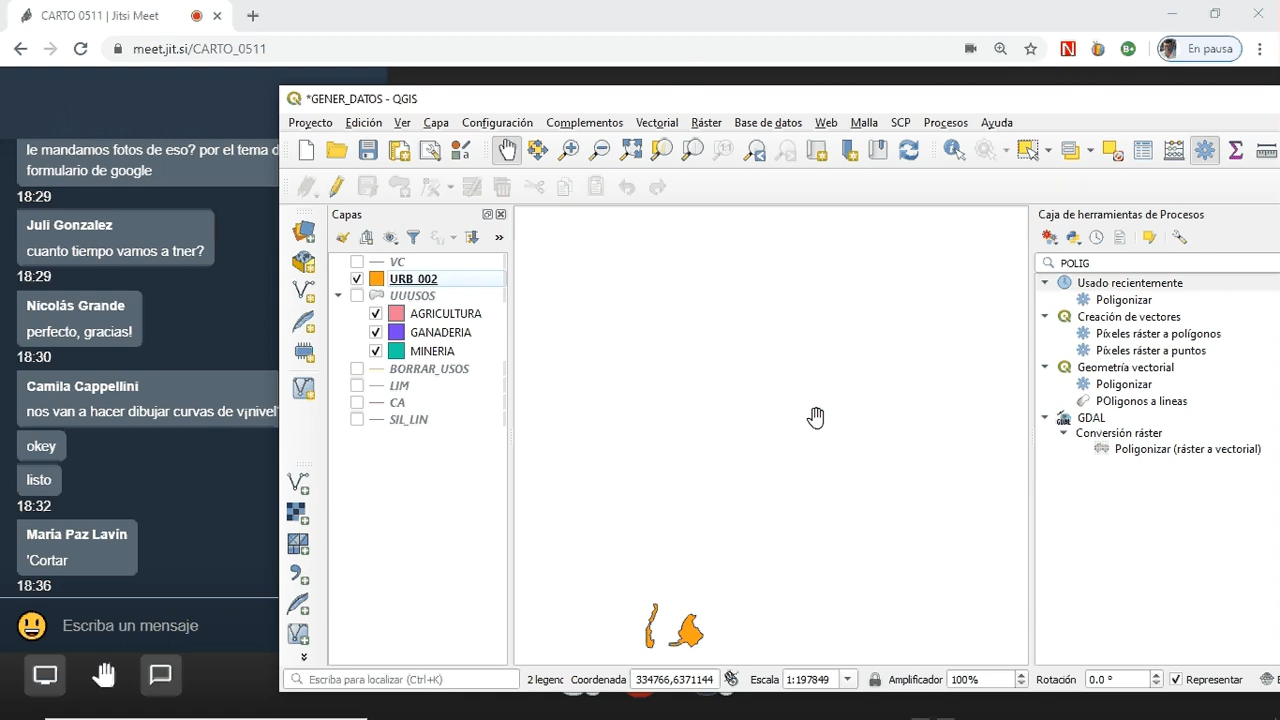 CARTO 0511 | Jitsi Meet
meet.jit.si/CARTO_0511
N
B+
En pausa
le mandamos fotos de eso? por el tema d
formulario de google
18:29
Juli Gonzalez
cuanto tiempo vamos a tner?
18:29
Nicolás Grande
perfecto, gracias!
18:30
Camila Cappellini
nos van a hacer dibujar curvas de v¡nivel
okey
listo
18:32
María Paz Lavín
'Cortar
18:36
Escriba un mensaje
*GENER_DATOS - QGIS
Proyecto Edición Ver Capa Configuración Complementos Vectorial Ráster Base de datos Web Malla SCP Procesos Ayuda
Capas
VC
URB_002
UUUSOS
AGRICULTURA
GANADERIA
MINERIA
BORRAR_USOS
LIM
CA
SIL_LIN
Caja de herramientas de Procesos
POLIG
Usado recientemente
Poligonizar
Creación de vectores
Píxeles ráster a polígonos
Píxeles ráster a puntos
Geometría vectorial
Poligonizar
POligonos a lineas
GDAL
Conversión ráster
Poligonizar (ráster a vectorial)
Escriba para localizar (Ctrl+K) 2 legenc Coordenada 334766,6371144 Escala 1:197849 Amplificador 100% Rotación 0.0 ° Representar